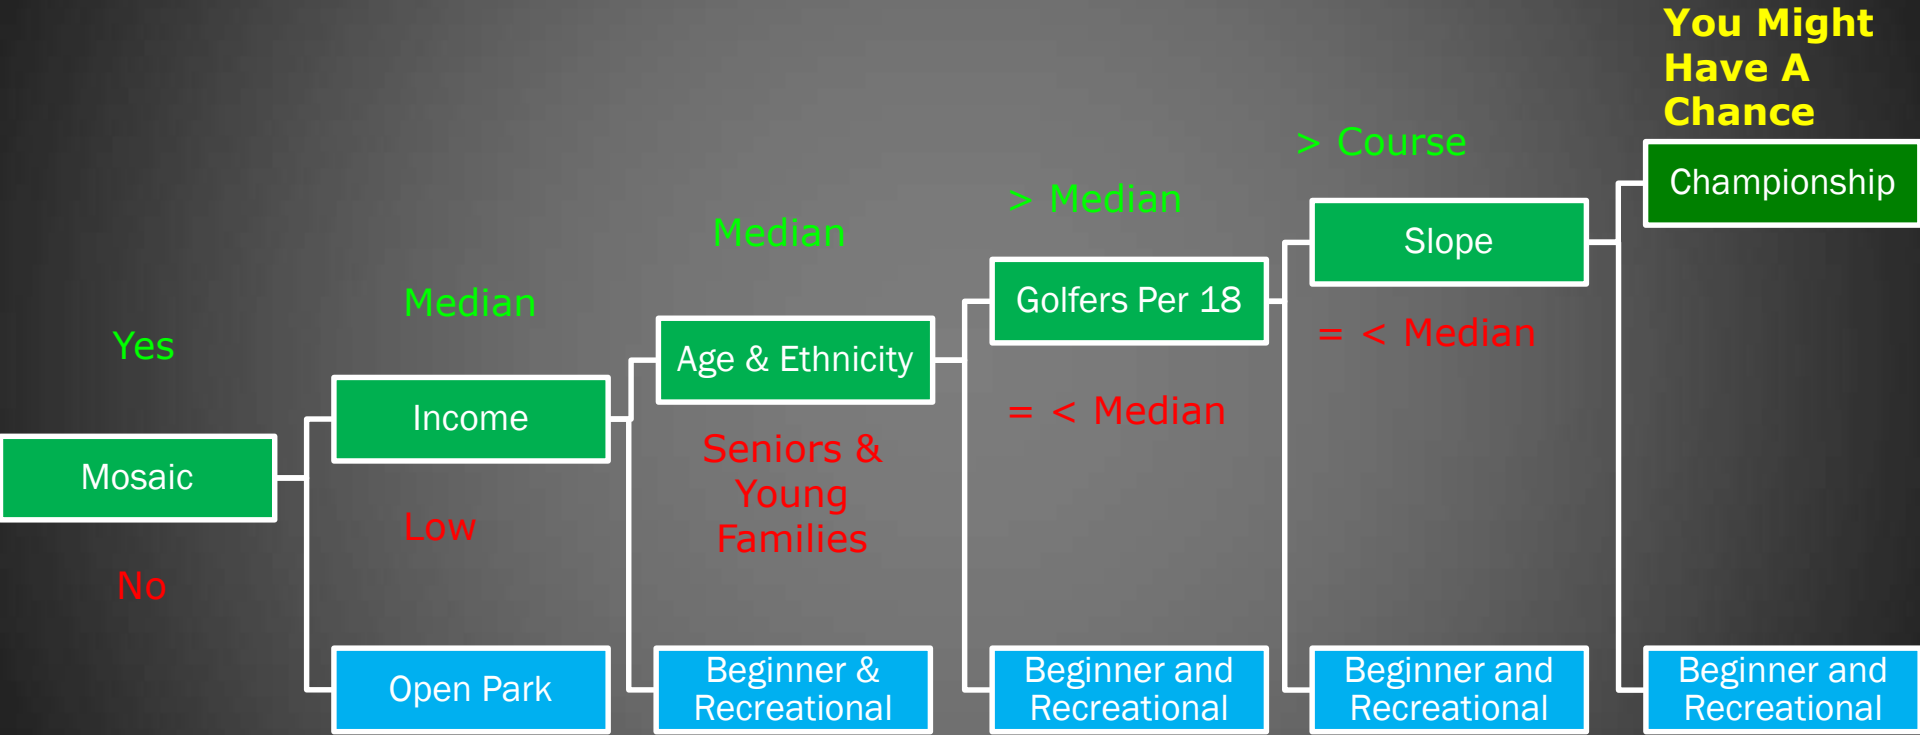 You Might
Have A
Chance
> Course
Championship
> Median
Slope
Median
Golfers Per 18
= < Median
Median
Age & Ethnicity
= < Median
Yes
Income
Seniors &
Young
Families
Mosaic
Low
No
Open Park
Beginner &
Recreational
Beginner and
Recreational
Beginner and
Recreational
Beginner and
Recreational